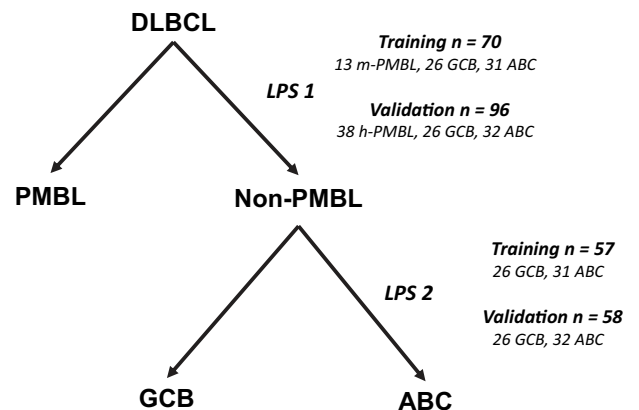 DLBCL
Training n = 70
13 m-PMBL, 26 GCB, 31 ABC
LPS 1
Validation n = 96
38 h-PMBL, 26 GCB, 32 ABC
PMBL
Non-PMBL
Training n = 57
26 GCB, 31 ABC
LPS 2
Validation n = 58
26 GCB, 32 ABC
GCB
ABC